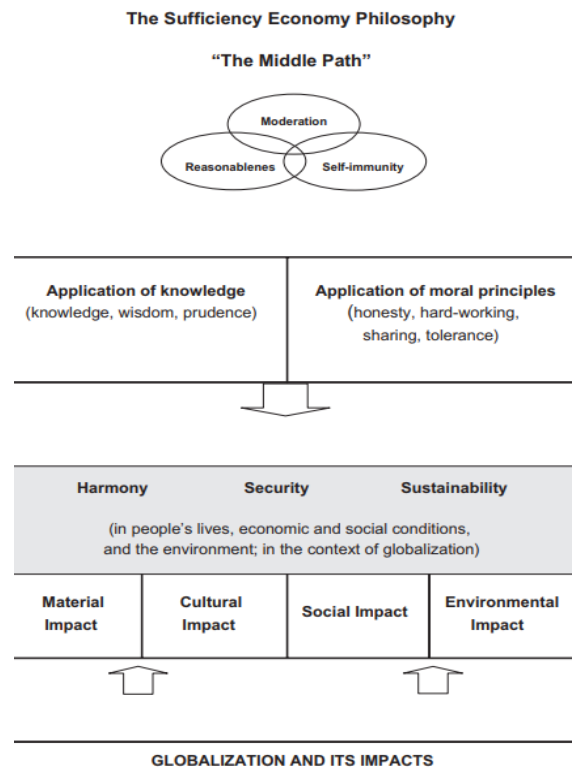 The Sufficiency Economy Philosophy
“The Middle Path”
Moderation
Reasonablenes
Self-immunity
Application of knowledge
(knowledge, wisdom, prudence)
Application of moral principles
(honesty, hard-working,
sharing, tolerance)
Harmony
Security
Sustainability
(in people’s lives, economic and social conditions,
and the environment; in the context of globalization)
Material
Impact
Cultural
Impact
Social Impact
Environmental
Impact
GLOBALIZATION AND ITS IMPACTS